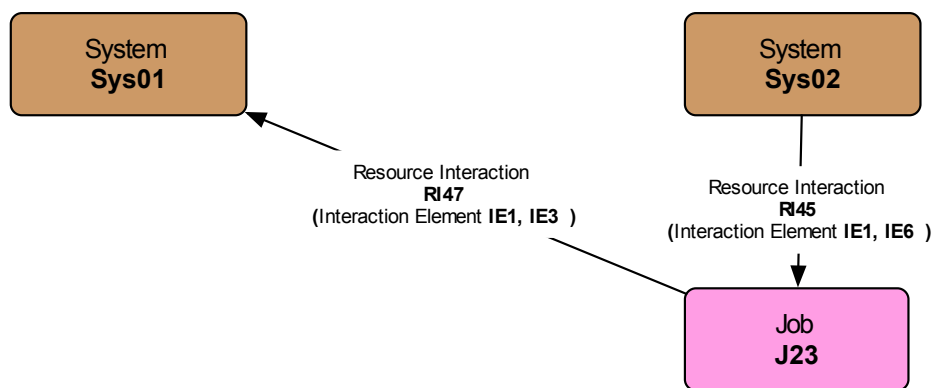 System
Sys01
System
Sys02
Resource Interaction
RI47
(Interaction Element IE1, IE3 )
Resource Interaction
RI45
(Interaction Element IE1, IE6 )
Job
J23